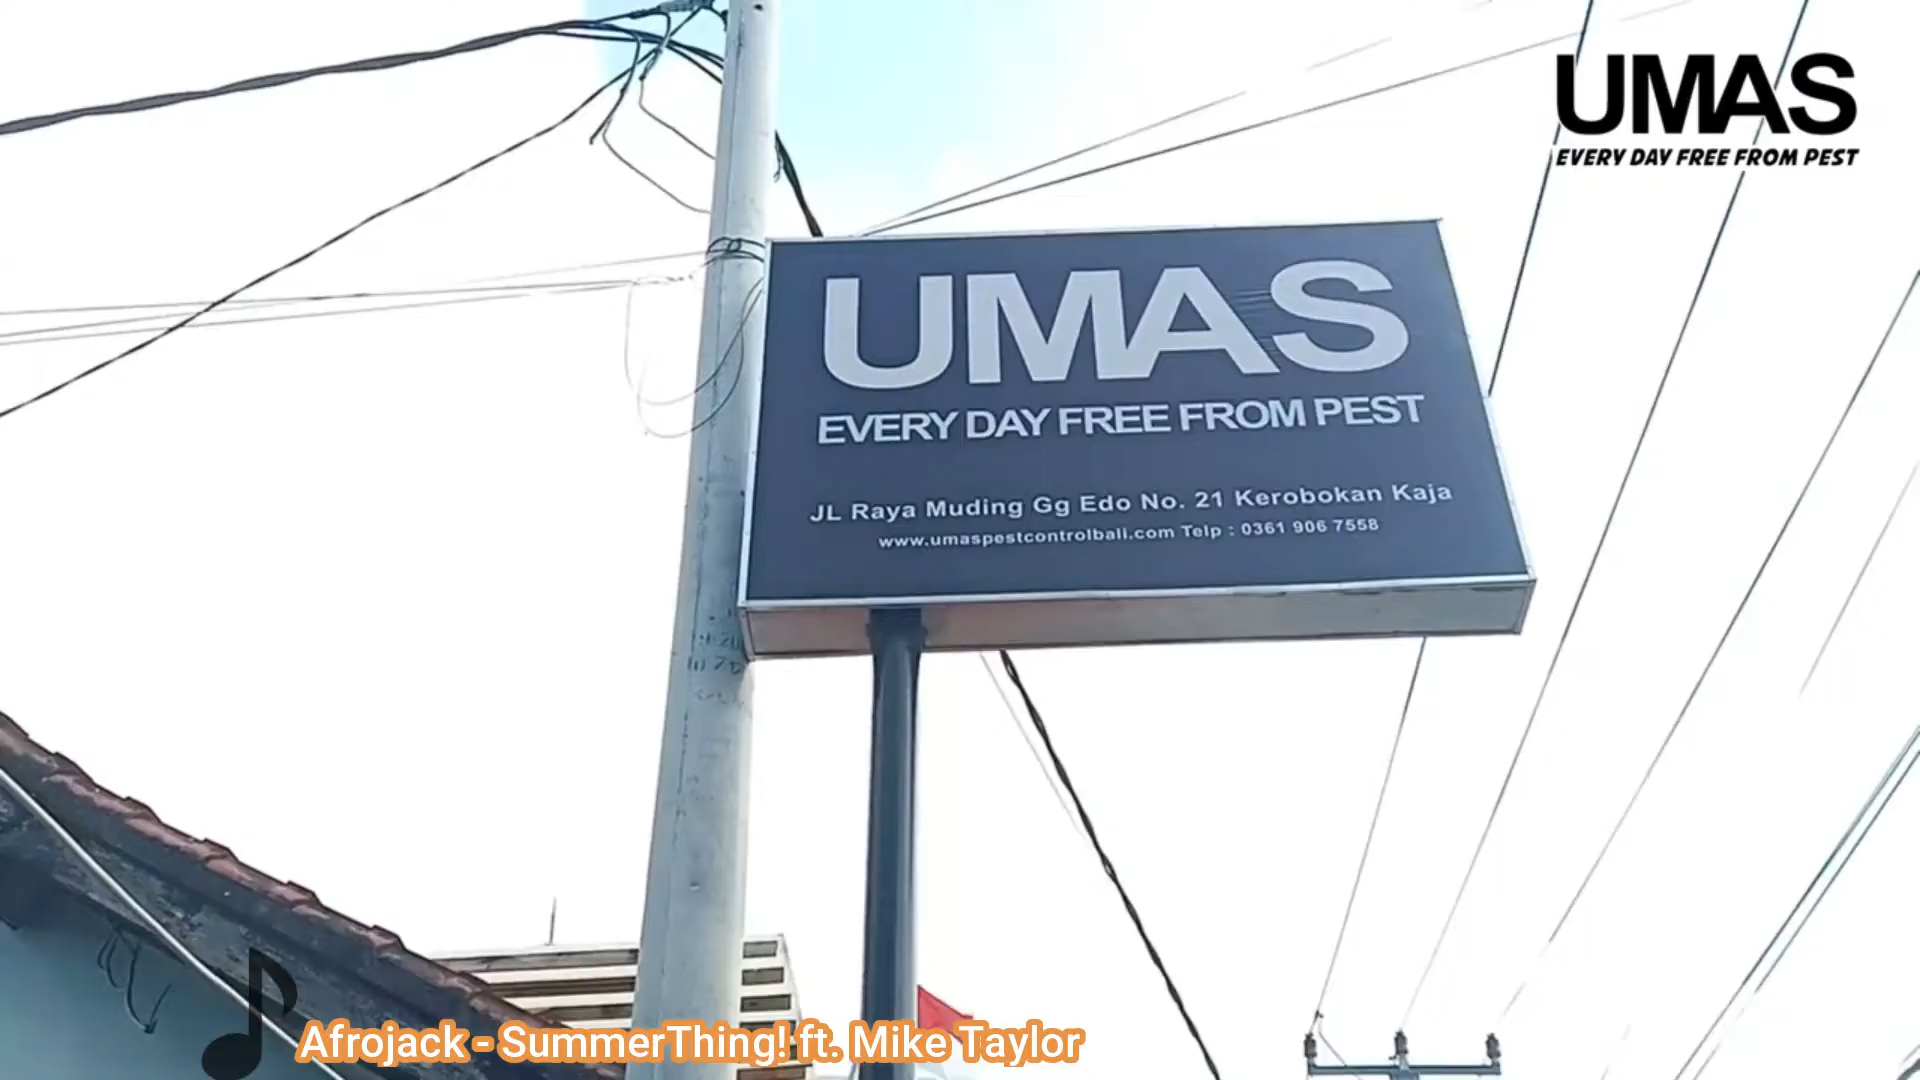 UMAS
EVERY DAY FREE FROM PEST
UMAS
EVERY DAY FREE FROM PEST
JL Raya Muding Gg Edo No. 21 Kerobokan Kaja
www.umaspestcontrolbali.com Telp : 0361 906 7558
Afrojack - SummerThing! ft. Mike Taylor